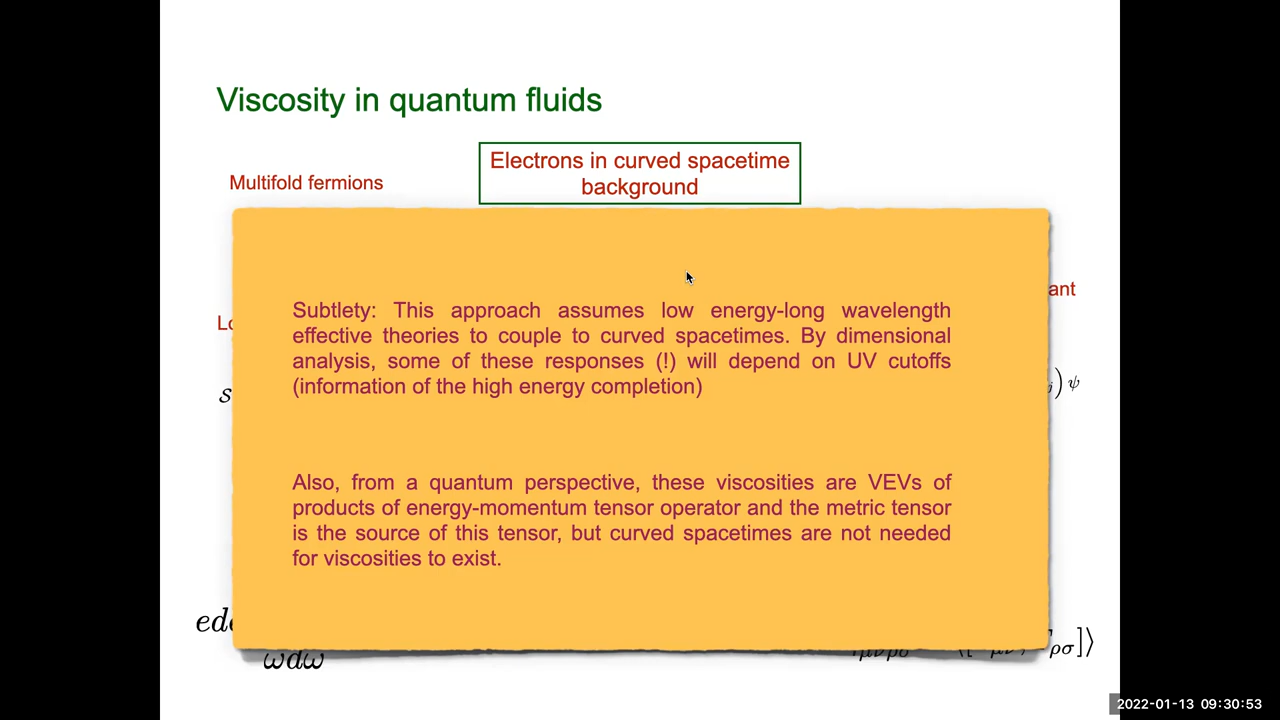 Viscosity in quantum fluids
Electrons in curved spacetime
background
Multifold fermions
Subtlety: This approach assumes low energy-long wavelength
effective theories to couple to curved spacetimes. By dimensional
analysis, some of these responses (!) will depend on UV cutoffs
(information of the high energy completion)
Also, from a quantum perspective, these viscosities are VEVs of
products of energy-momentum tensor operator and the metric tensor
is the source of this tensor, but curved spacetimes are not needed
for viscosities to exist.
ωdω
2022-01-13 09:30:53